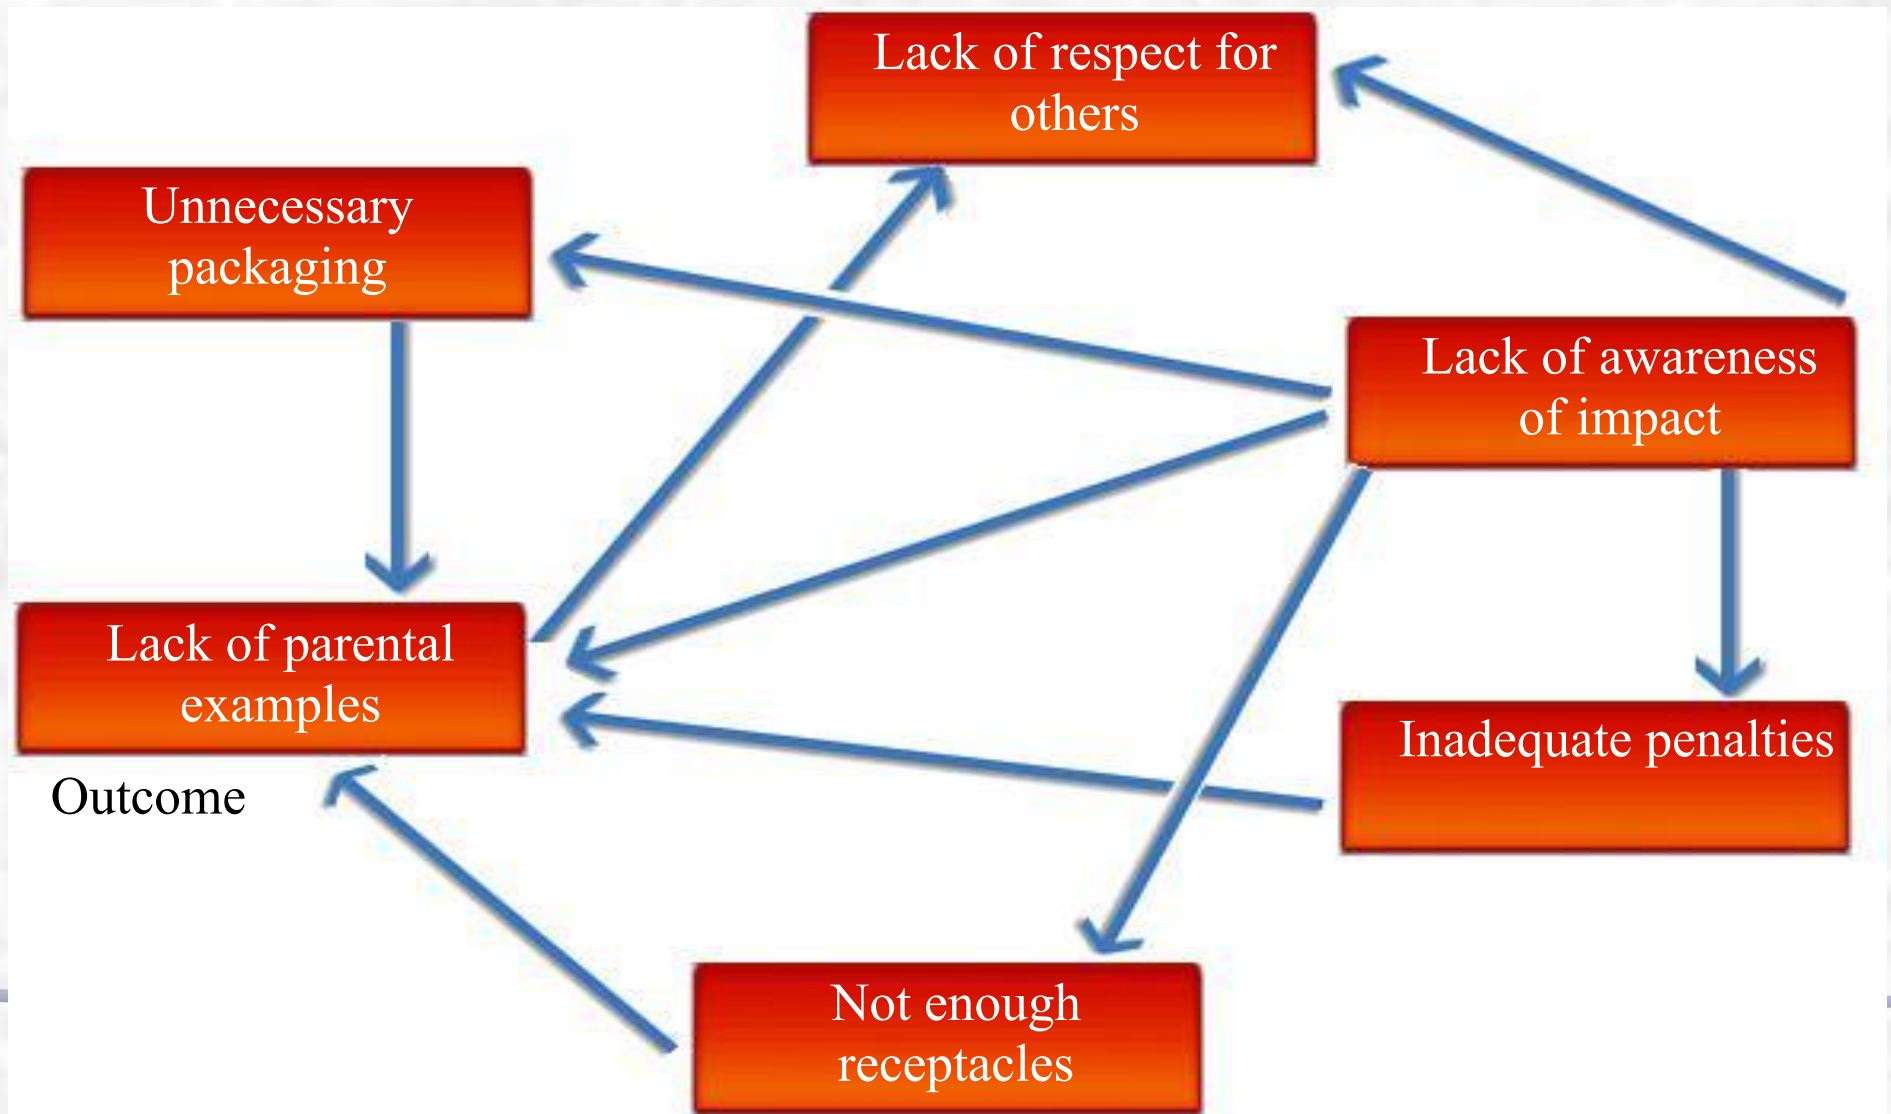 Lack of respect for
others
Unnecessary
packaging
Lack of awareness
of impact
Lack of parental
examples
Inadequate penalties
Outcome
Not enough
receptacles